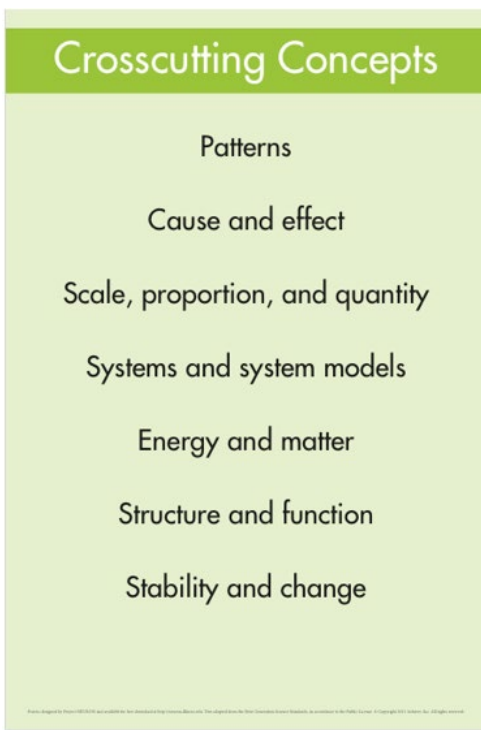 Crosscutting Concepts
Patterns
Cause and effect
Scale, proportion, and quantity
Systems and system models
Energy and matter
Structure and function
Stability and change